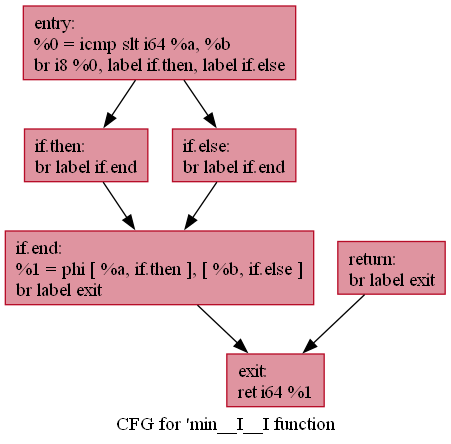 entry:
%0 = icmp slt i64 %a, %b
br i8 %0, label if.then, label if.else
if.then:
br label if.end
if.else:
br label if.end
if.end:
%1 = phi [ %a, if.then ], [ %b, if.else ]
br label exit
return:
br label exit
exit:
ret i64 %1
CFG for 'min__I__I function